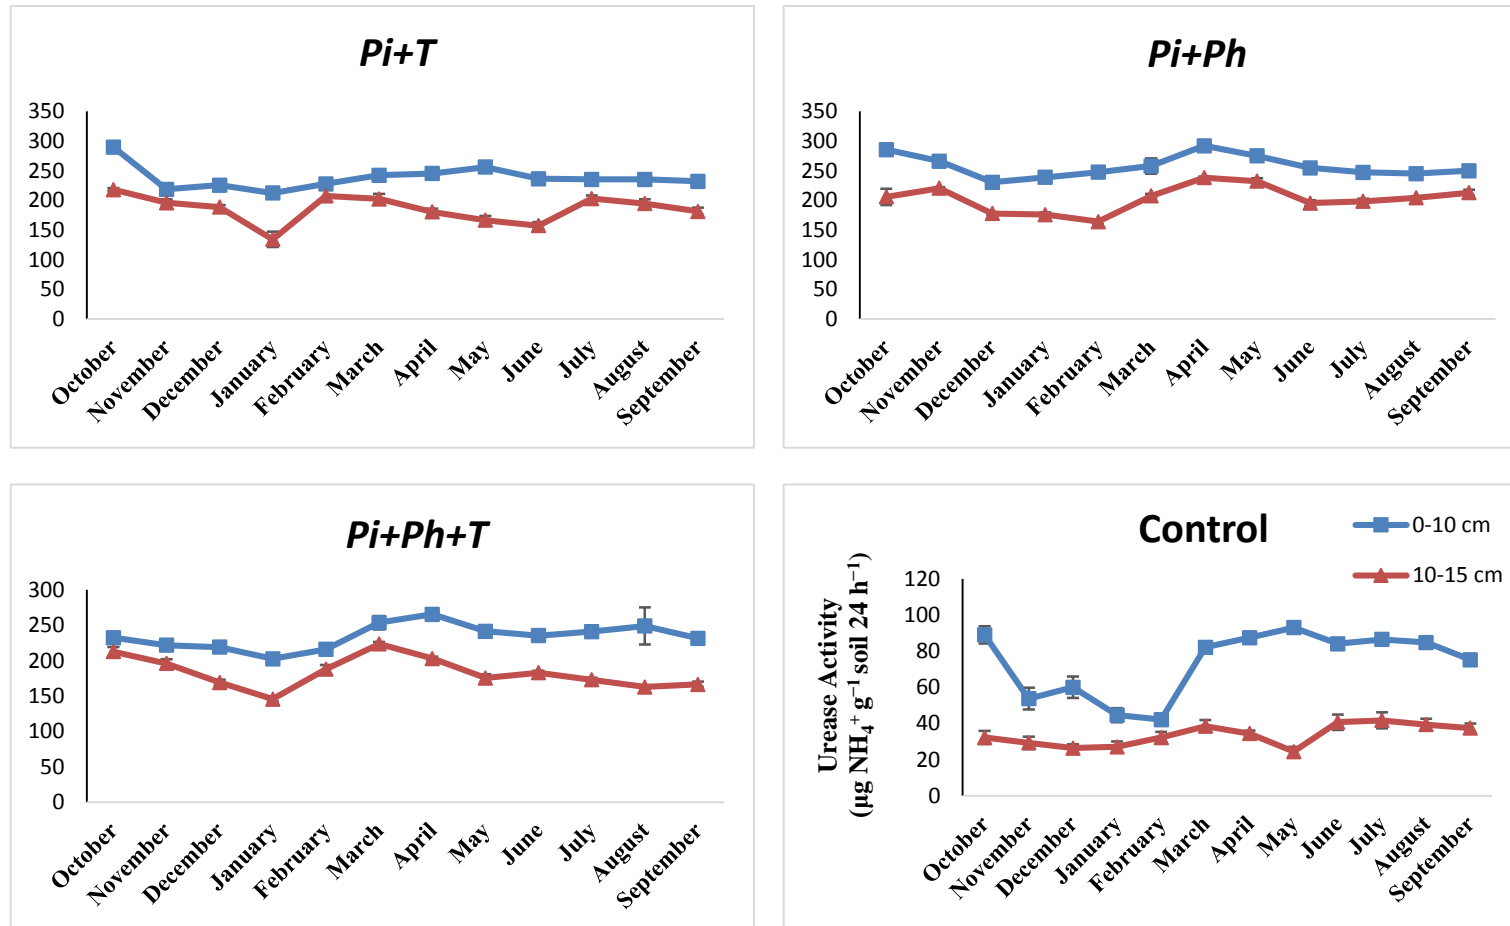 Pi+T
350
300
250
200
150
100
50
0
October
November
December
January
February
March
April
May
June
July
August
September
Pi+Ph
350
300
250
200
150
100
50
0
October
November
December
January
February
March
April
May
June
July
August
September
Pi+Ph+T
300
250
200
150
100
50
0
October
November
December
January
February
March
April
May
June
July
August
September
Control
0-10 cm
10-15 cm
Urease Activity
(µg NH₄⁺ g⁻¹ soil 24 h⁻¹)
120
100
80
60
40
20
0
October
November
December
January
February
March
April
May
June
July
August
September